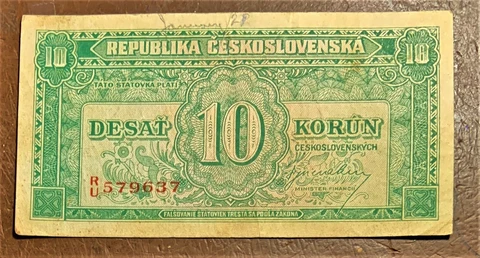 10 REPUBLIKA ČESKOSLOVENSKÁ 10
TÁTO ŠTÁTOVKA PLATÍ
DESAŤ 10 KORÚN
ČESKOSLOVENSKÝCH
R/U 579637
MINISTER FINANCIÍ
FALŠOVANIE ŠTÁTOVIEK TRESTÁ SA PODĽA ZÁKONA